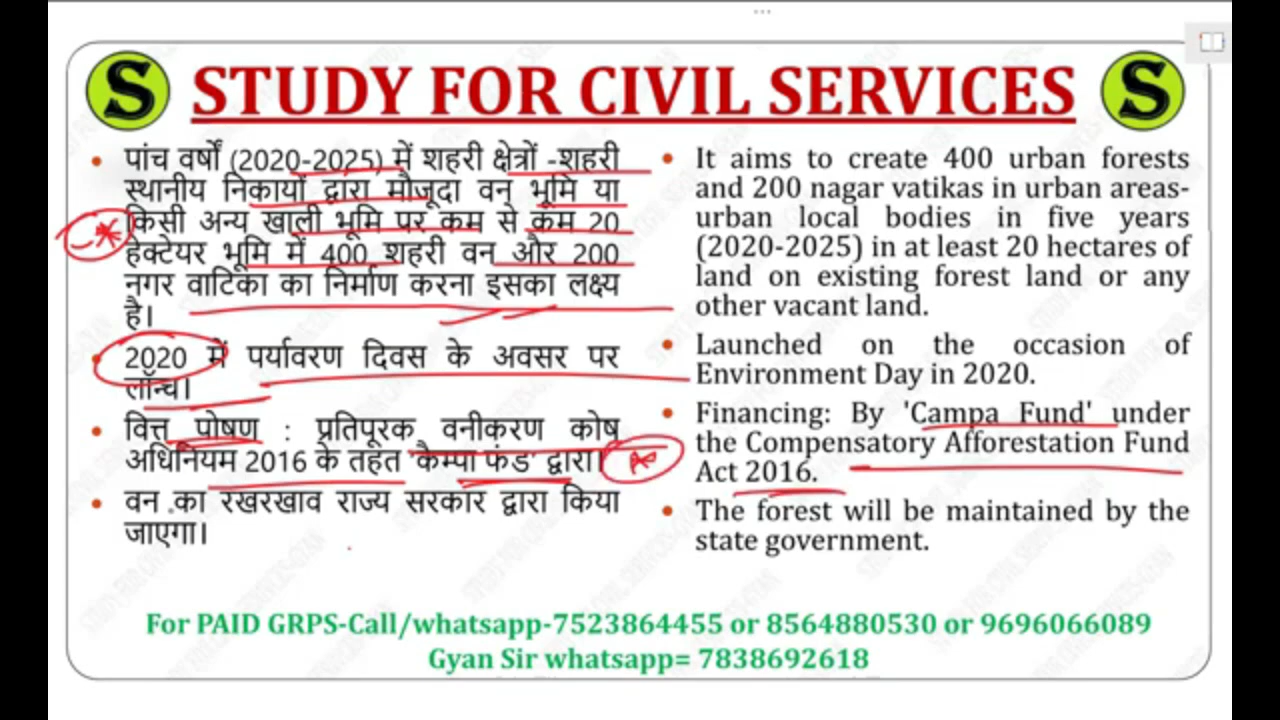 S STUDY FOR CIVIL SERVICES S
• पांच वर्षों (2020-2025) में शहरी क्षेत्रों -शहरी
स्थानीय निकायों द्वारा मौजूदा वन भूमि या
किसी अन्य खाली भूमि पर कम से कम 20
हेक्टेयर भूमि में 400 शहरी वन और 200
नगर वाटिका का निर्माण करना इसका लक्ष्य
है।
• 2020 में पर्यावरण दिवस के अवसर पर
लॉन्च।
• वित्त पोषण : प्रतिपूरक वनीकरण कोष
अधिनियम 2016 के तहत 'कैम्पा फंड' द्वारा।
• वन का रखरखाव राज्य सरकार द्वारा किया
जाएगा।
• It aims to create 400 urban forests
and 200 nagar vatikas in urban areas-
urban local bodies in five years
(2020-2025) in at least 20 hectares of
land on existing forest land or any
other vacant land.
• Launched on the occasion of
Environment Day in 2020.
• Financing: By 'Campa Fund' under
the Compensatory Afforestation Fund
Act 2016.
• The forest will be maintained by the
state government.
For PAID GRPS-Call/whatsapp-7523864455 or 8564880530 or 9696066089
Gyan Sir whatsapp= 7838692618